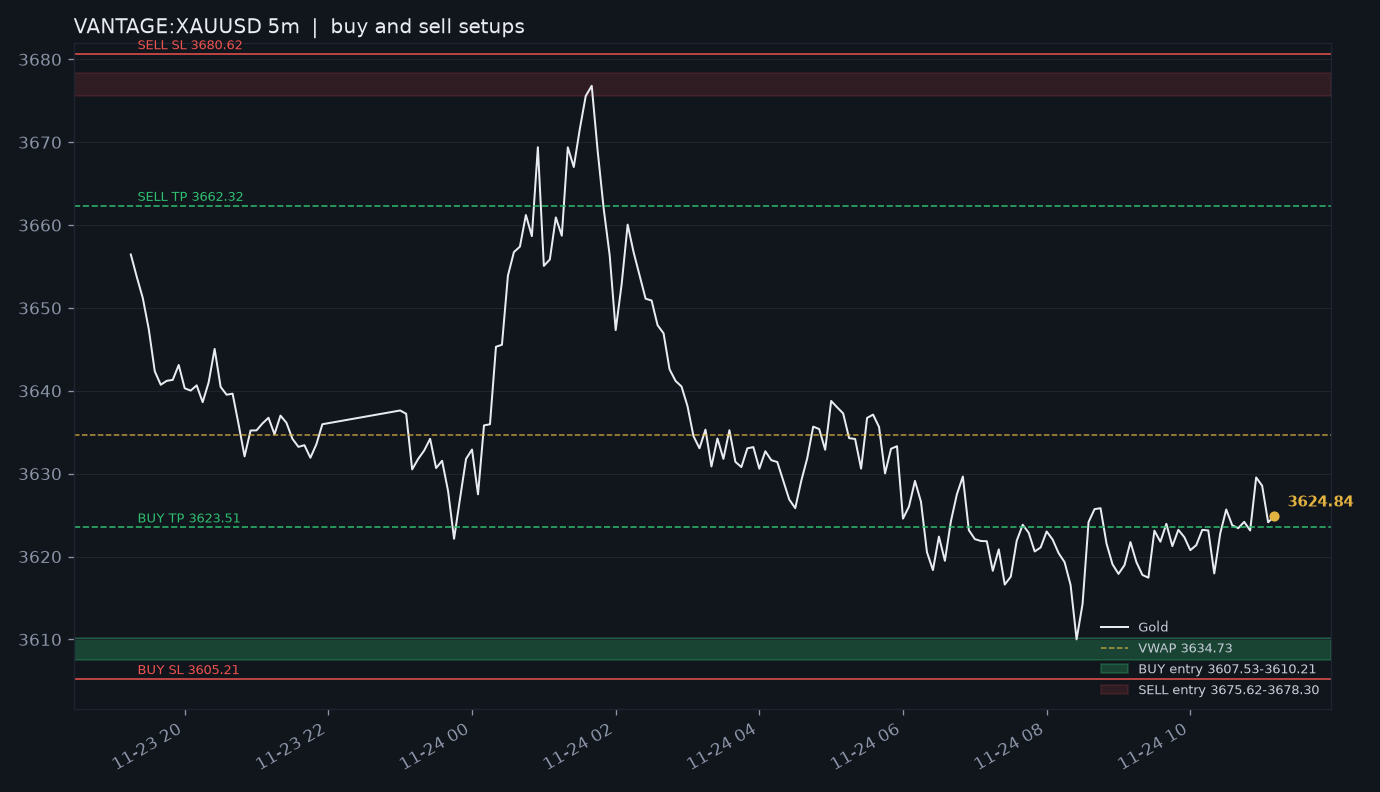 VANTAGE:XAUUSD 5m | buy and sell setups
SELL SL 3680.62
3680
3670
SELL TP 3662.32
3660
3650
3640
3630
3624.84
BUY TP 3623.51
3620
3610
Gold
VWAP 3634.73
BUY entry 3607.53-3610.21
SELL entry 3675.62-3678.30
BUY SL 3605.21
11-23 20
11-23 22
11-24 00
11-24 02
11-24 04
11-24 06
11-24 08
11-24 10